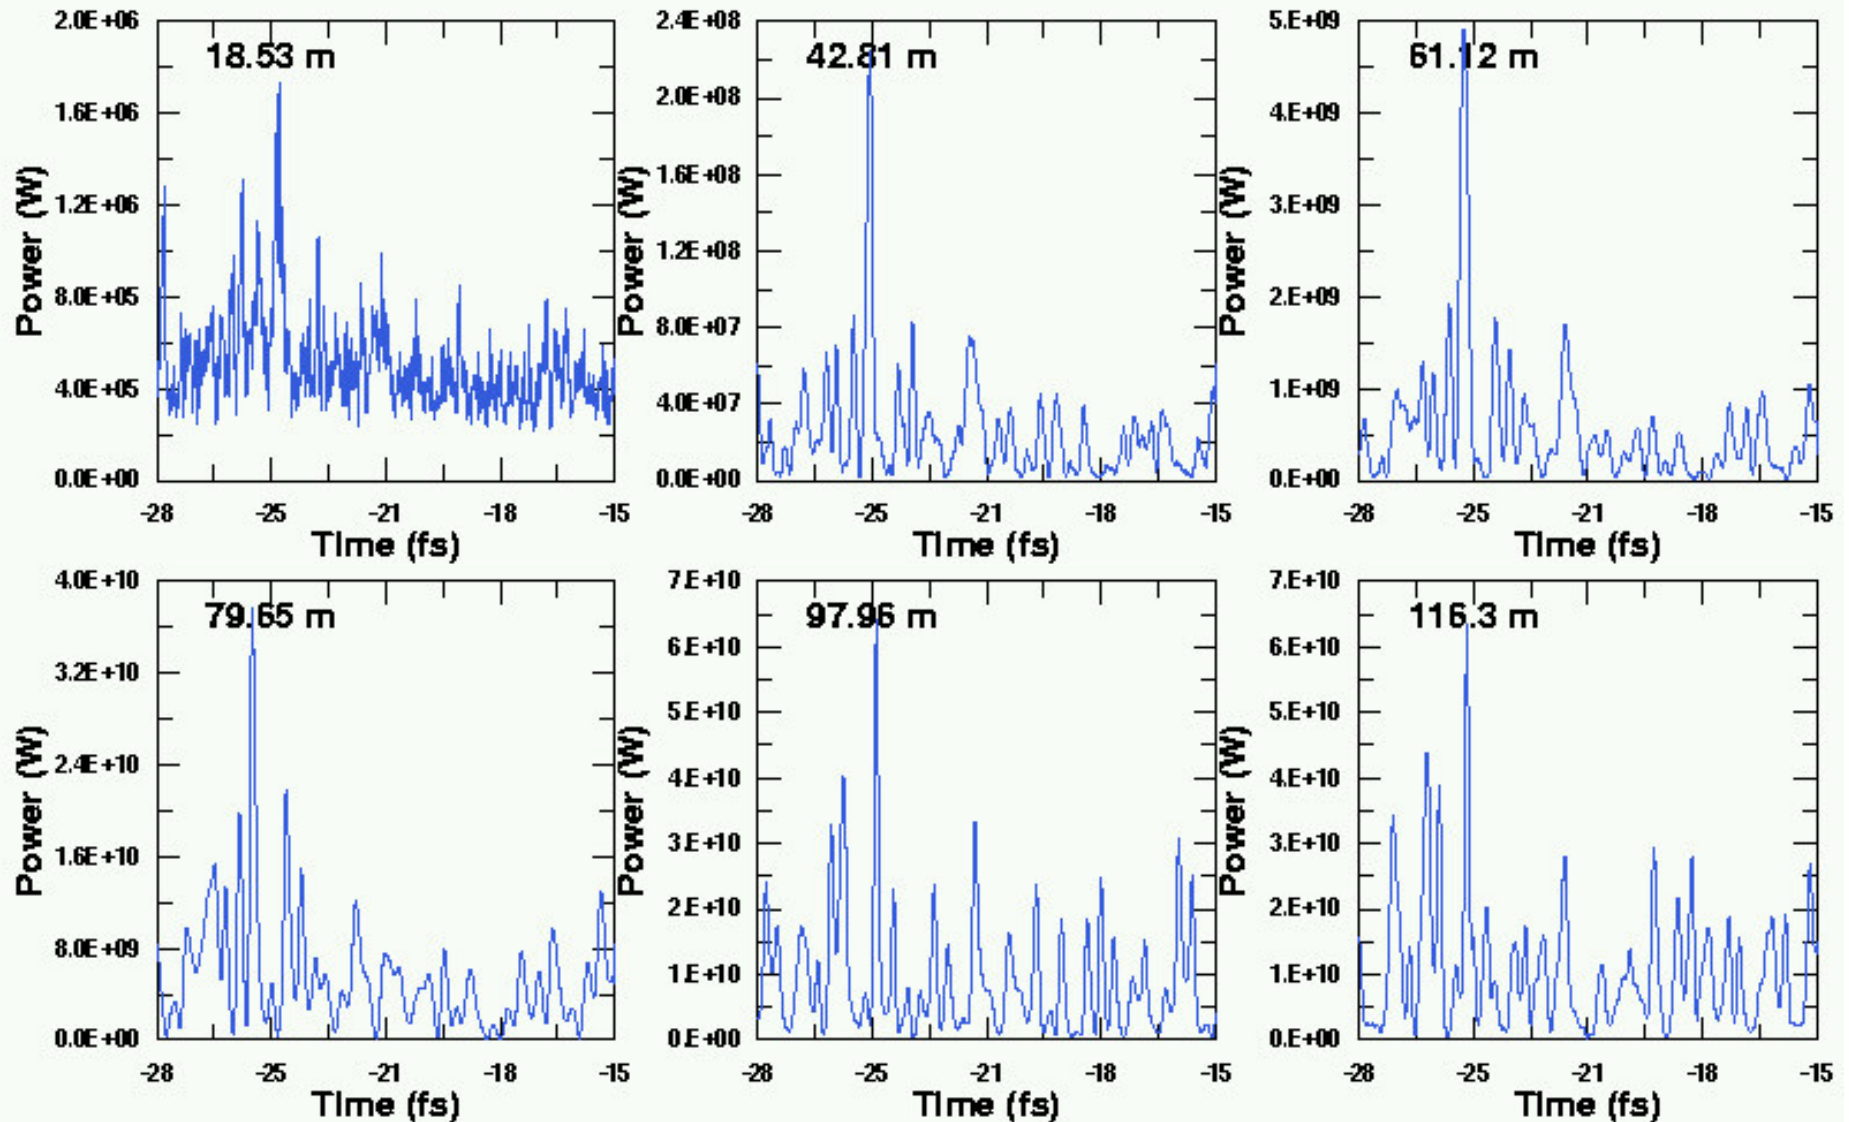 18.53 m
Power (W)
2.0E+06
1.6E+06
1.2E+06
8.0E+05
4.0E+05
0.0E+00
-28 -25 -21 -18 -15
Time (fs)
42.81 m
Power (W)
2.4E+08
2.0E+08
1.6E+08
1.2E+08
8.0E+07
4.0E+07
0.0E+00
-28 -25 -21 -18 -15
Time (fs)
61.12 m
Power (W)
5.E+09
4.E+09
3.E+09
2.E+09
1.E+09
0.E+00
-28 -25 -21 -18 -15
Time (fs)
79.65 m
Power (W)
4.0E+10
3.2E+10
2.4E+10
1.6E+10
8.0E+09
0.0E+00
-28 -25 -21 -18 -15
Time (fs)
97.96 m
Power (W)
7.E+10
6.E+10
5.E+10
4.E+10
3.E+10
2.E+10
1.E+10
0.E+00
-28 -25 -21 -18 -15
Time (fs)
116.3 m
Power (W)
7.E+10
6.E+10
5.E+10
4.E+10
3.E+10
2.E+10
1.E+10
0.E+00
-28 -25 -21 -18 -15
Time (fs)